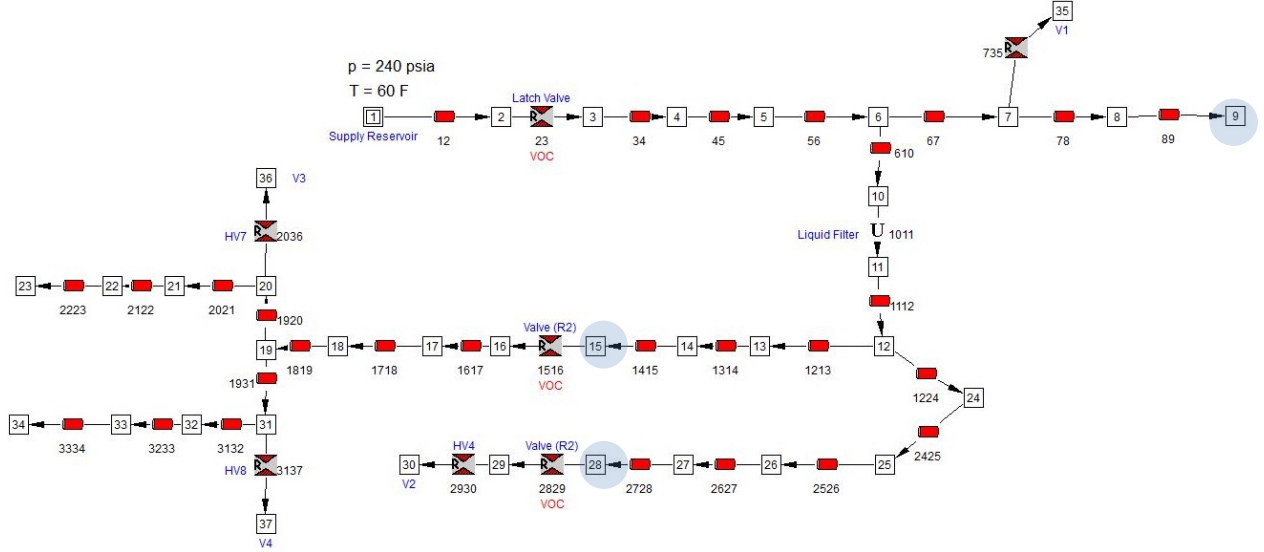 35
V1
735
p = 240 psia
T = 60 F
Latch Valve
1
2
R
3
4
5
6
7
8
9
Supply Reservoir
12
23
34
45
56
67
78
89
VOC
610
10
36
V3
Liquid Filter
U
1011
HV7
R
2036
11
23
22
21
20
2223
2122
2021
1112
1920
Valve (R2)
19
18
17
16
R
15
14
13
12
1819
1718
1617
1516
1415
1314
1213
VOC
1931
1224
24
34
33
32
31
2425
3334
3233
3132
HV4
Valve (R2)
HV8
R
3137
30
R
29
R
28
27
26
25
V2
2930
2829
2728
2627
2526
VOC
37
V4
R